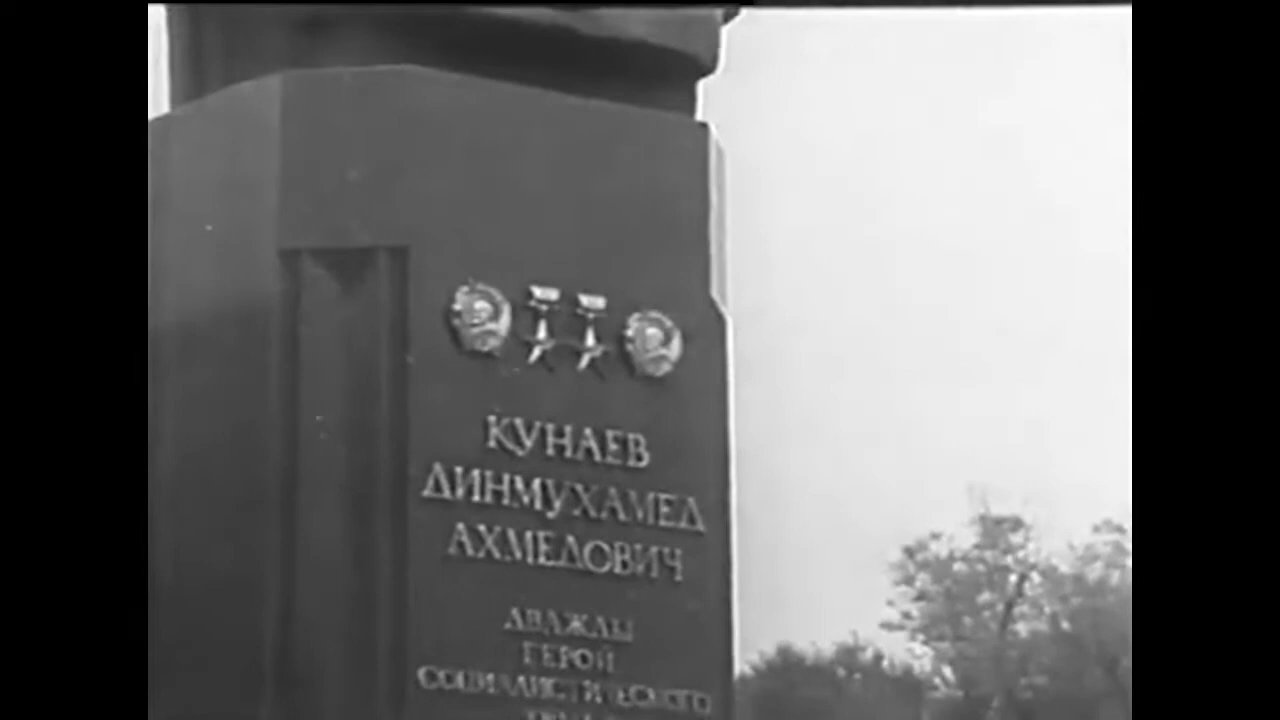 КУНАЕВ
ДИНМУХАМЕД
АХМЕДОВИЧ
ДВАЖДЫ
ГЕРОЙ
СОЦИАЛИСТИЧЕСКОГО